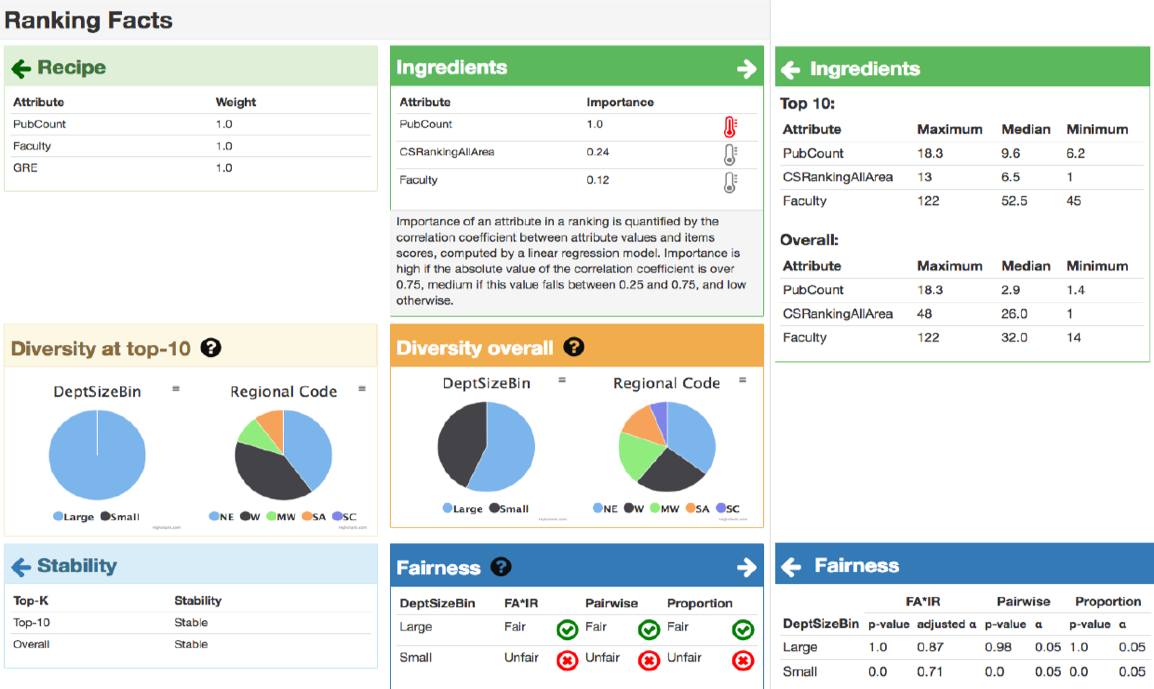 Ranking Facts
Recipe
Attribute Weight
PubCount 1.0
Faculty 1.0
GRE 1.0
Ingredients
Attribute Importance
PubCount 1.0
CSRankingAllArea 0.24
Faculty 0.12
Importance of an attribute in a ranking is quantified by the
correlation coefficient between attribute values and items
scores, computed by a linear regression model. Importance is
high if the absolute value of the correlation coefficient is over
0.75, medium if this value falls between 0.25 and 0.75, and low
otherwise.
Ingredients
Top 10:
Attribute Maximum Median Minimum
PubCount 18.3 9.6 6.2
CSRankingAllArea 13 6.5 1
Faculty 122 52.5 45
Overall:
Attribute Maximum Median Minimum
PubCount 18.3 2.9 1.4
CSRankingAllArea 48 26.0 1
Faculty 122 32.0 14
Diversity at top-10 ?
DeptSizeBin
Large Small
highcharts.com
Regional Code
NE W MW SA SC
highcharts.com
Diversity overall ?
DeptSizeBin
Large Small
highcharts.com
Regional Code
NE W MW SA SC
highcharts.com
Stability
Top-K Stability
Top-10 Stable
Overall Stable
Fairness ?
DeptSizeBin FA*IR Pairwise Proportion
Large Fair Fair Fair
Small Unfair Unfair Unfair
Fairness
FA*IR Pairwise Proportion
DeptSizeBin p-value adjusted α p-value α p-value α
Large 1.0 0.87 0.98 0.05 1.0 0.05
Small 0.0 0.71 0.0 0.05 0.0 0.05